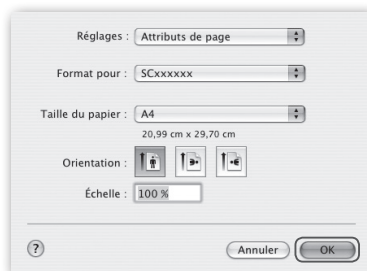 Réglages : Attributs de page
Format pour : SCxxxxxx
Taille du papier : A4
20,99 cm x 29,70 cm
Orientation :
Échelle : 100 %
? Annuler OK